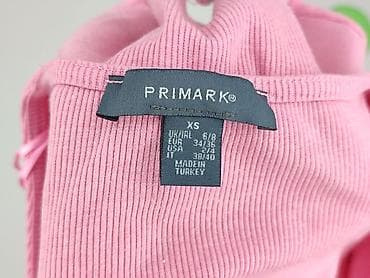 PRIMARK®
XS
UK/IRL 6/8
EUR 34/36
USA 2/4
IT 38/40
MADE IN
TURKEY